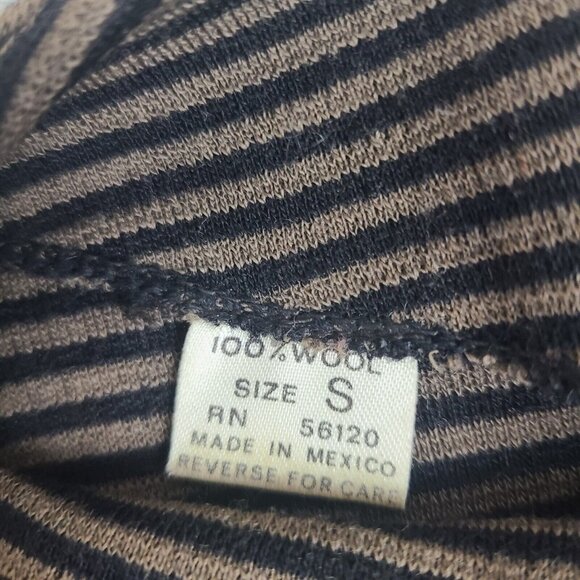 100% WOOL
SIZE S
RN 56120
MADE IN MEXICO
REVERSE FOR CARE